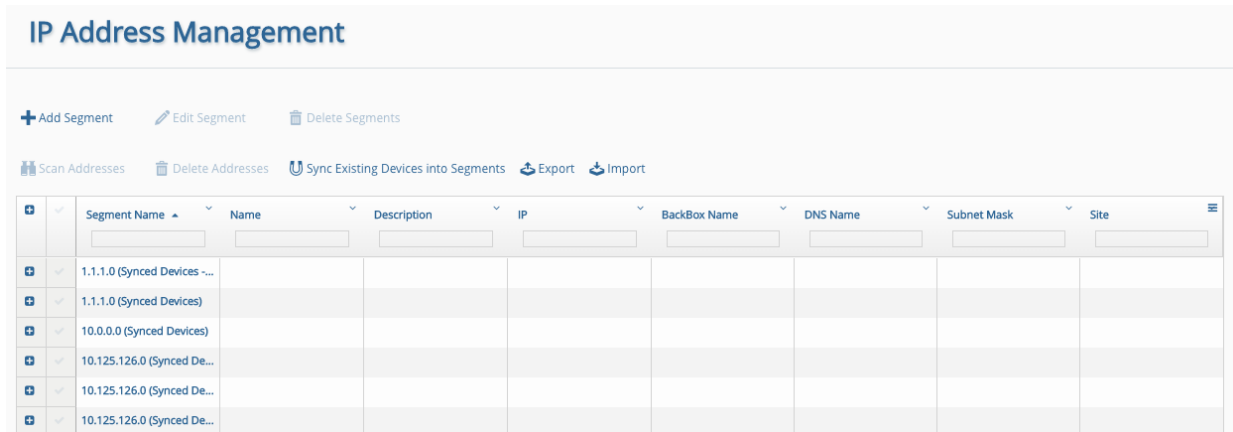 IP Address Management
Add Segment Edit Segment Delete Segments
Scan Addresses Delete Addresses Sync Existing Devices into Segments Export Import
Segment Name Name Description IP BackBox Name DNS Name Subnet Mask Site
1.1.1.0 (Synced Devices -...
1.1.1.0 (Synced Devices)
10.0.0.0 (Synced Devices)
10.125.126.0 (Synced De...
10.125.126.0 (Synced De...
10.125.126.0 (Synced De...